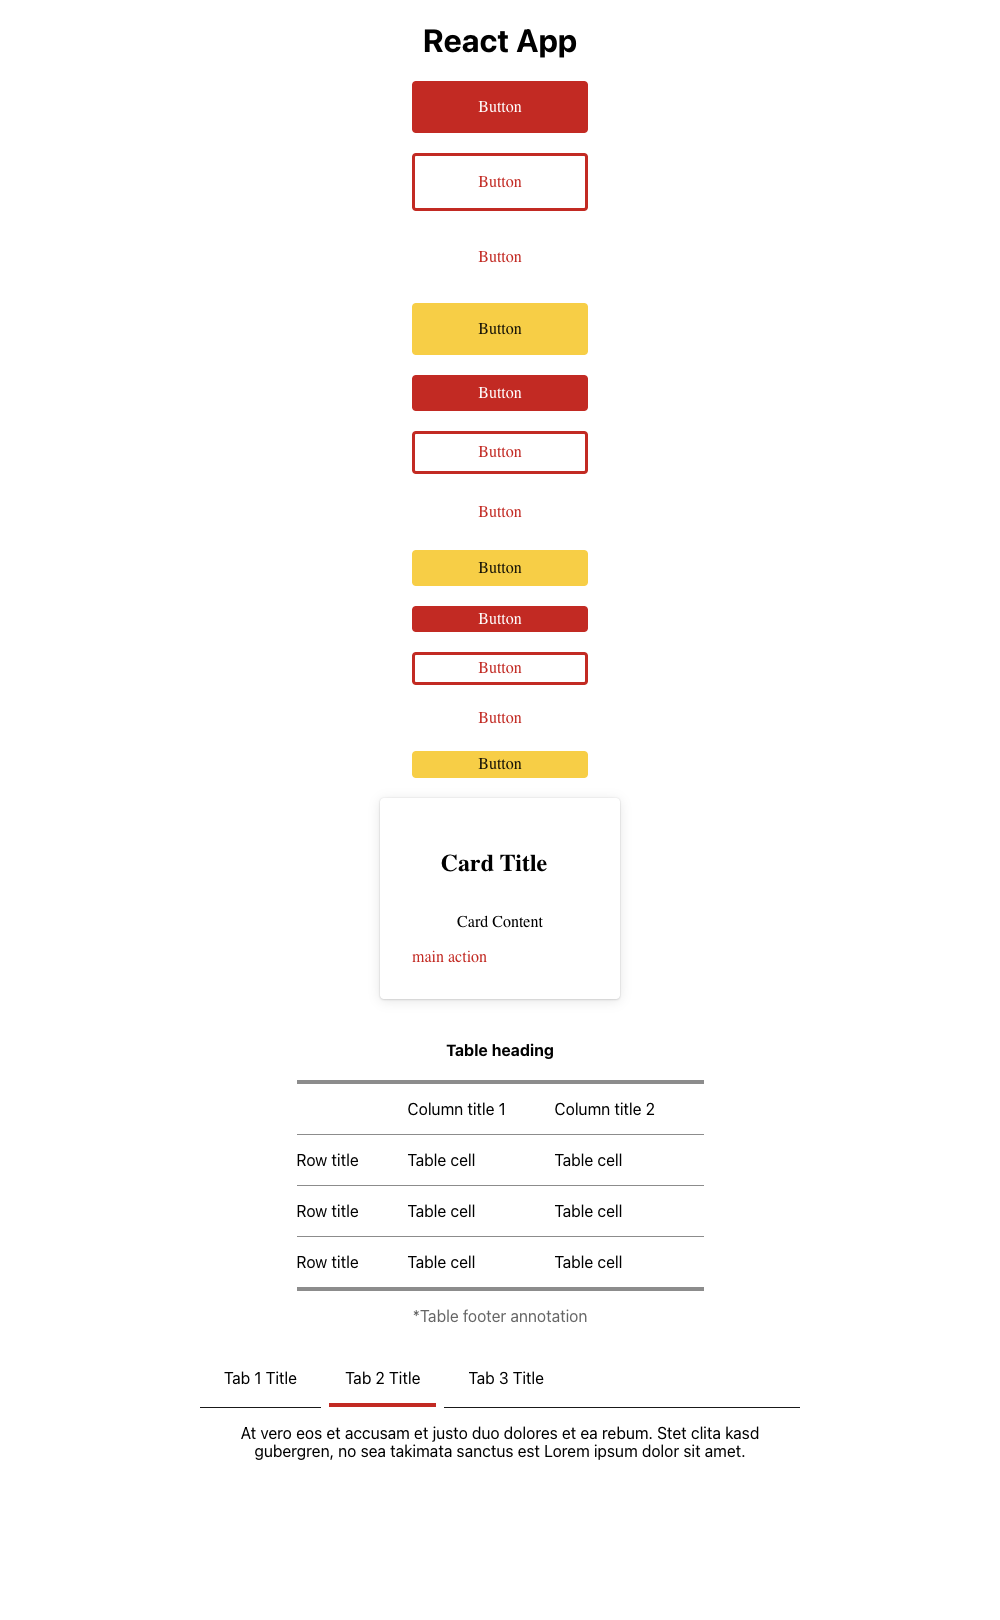 React App
Button
Button
Button
Button
Button
Button
Button
Button
Button
Button
Button
Button
Card Title
Card Content
main action
Table heading
Column title 1 Column title 2
Row title Table cell Table cell
Row title Table cell Table cell
Row title Table cell Table cell
*Table footer annotation
Tab 1 Title Tab 2 Title Tab 3 Title
At vero eos et accusam et justo duo dolores et ea rebum. Stet clita kasd
gubergren, no sea takimata sanctus est Lorem ipsum dolor sit amet.